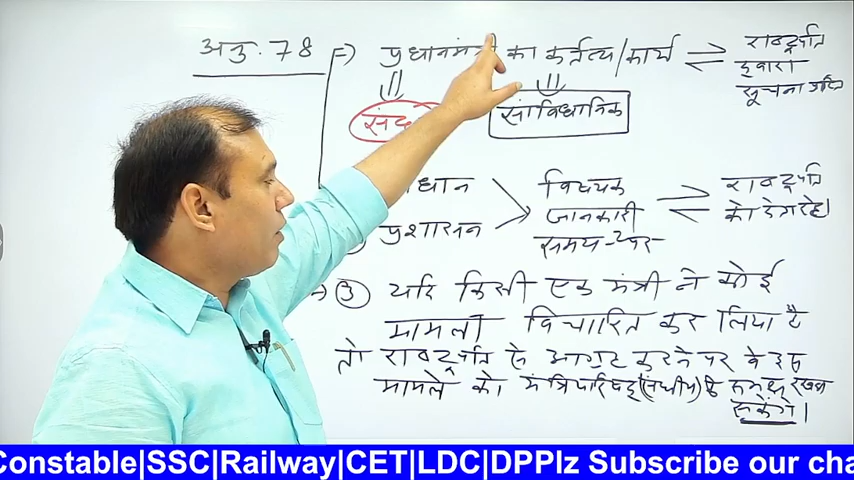 अनु. 78 => प्रधानमंत्री का कर्तव्य/कार्य ⇌ राष्ट्रपति
द्वारा
सूचना
सांविधानिक
विधान विधयक राष्ट्रपति
प्रशासन जानकारी को देता रहेगा।
समय-२पर
③ यदि किसी एक मंत्री ने कोई
मामला विचारित कर लिया है
तो राष्ट्रपति के आग्रह करने पर वे उस
मामले को मंत्रिपरिषद् (संघीय) के समक्ष रखवा
सकेंगे।
Constable|SSC|Railway|CET|LDC|DPPlz Subscribe our cha